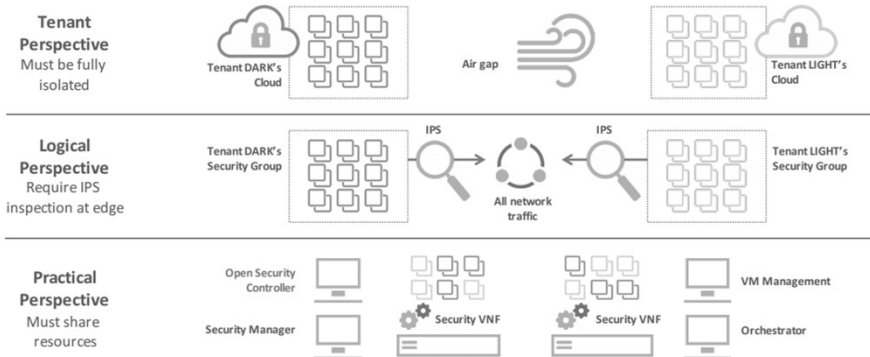 Tenant
Perspective
Must be fully
isolated
Tenant DARK's
Cloud
Air gap
Tenant LIGHT's
Cloud
Logical
Perspective
Require IPS
inspection at edge
Tenant DARK's
Security Group
IPS
All network
traffic
IPS
Tenant LIGHT's
Security Group
Practical
Perspective
Must share
resources
Open Security
Controller
Security Manager
Security VNF
Security VNF
VM Management
Orchestrator